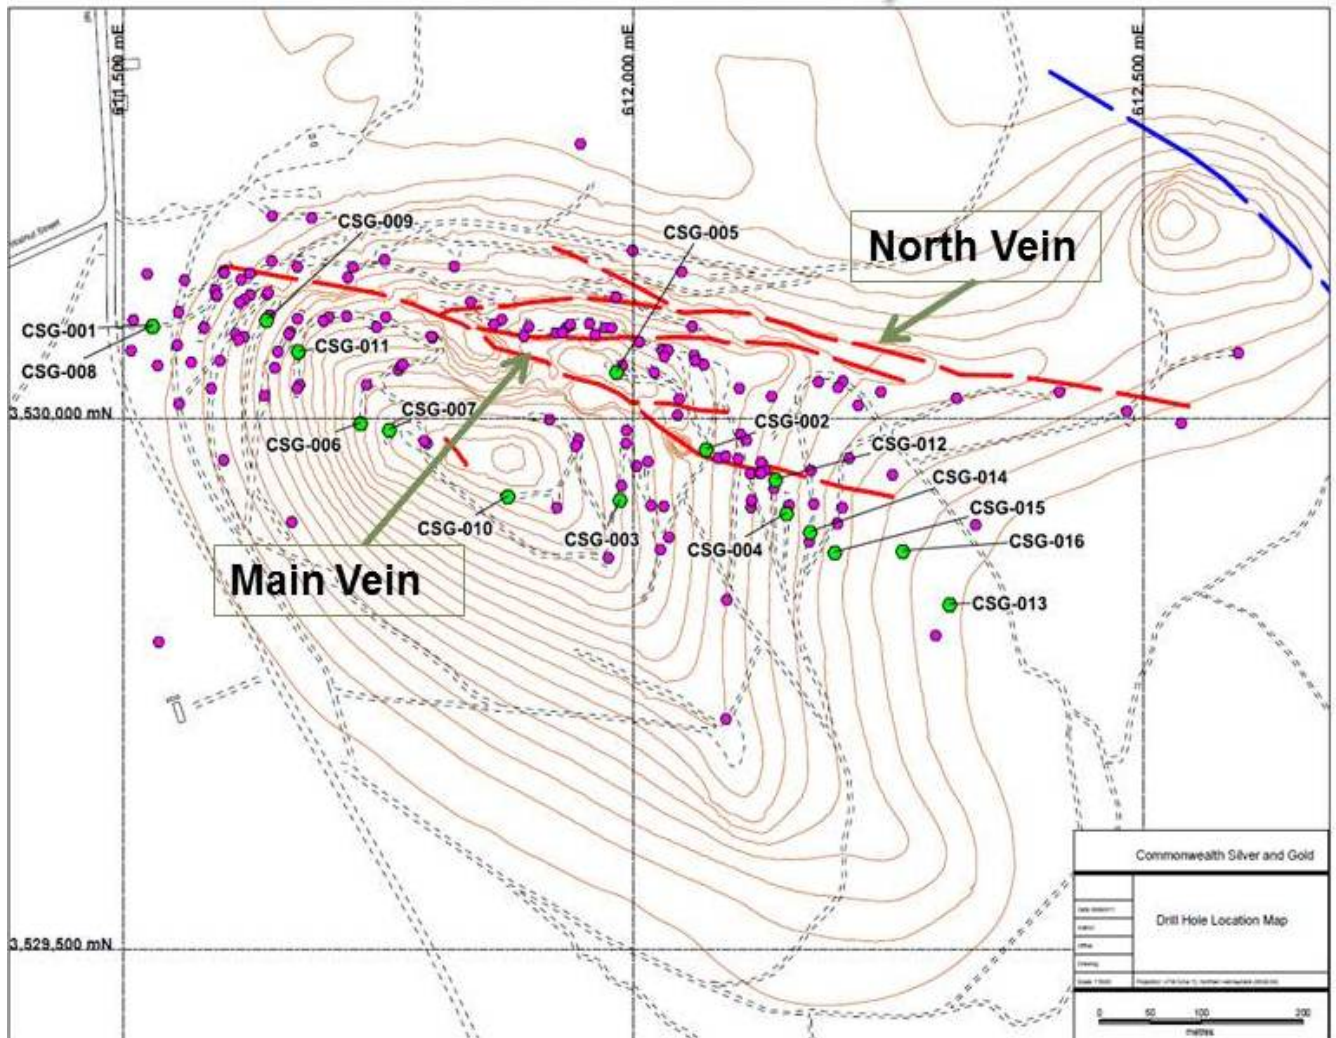 611,500 mE
612,000 mE
612,500 mE
Walnut Street
CSG-009
CSG-005
North Vein
CSG-001
CSG-008
CSG-011
3,530,000 mN
CSG-007
CSG-006
CSG-002
CSG-012
CSG-014
CSG-010
CSG-003
CSG-004
CSG-015
CSG-016
Main Vein
CSG-013
3,529,500 mN
Commonwealth Silver and Gold
Drill Hole Location Map
0 50 100 200
metres